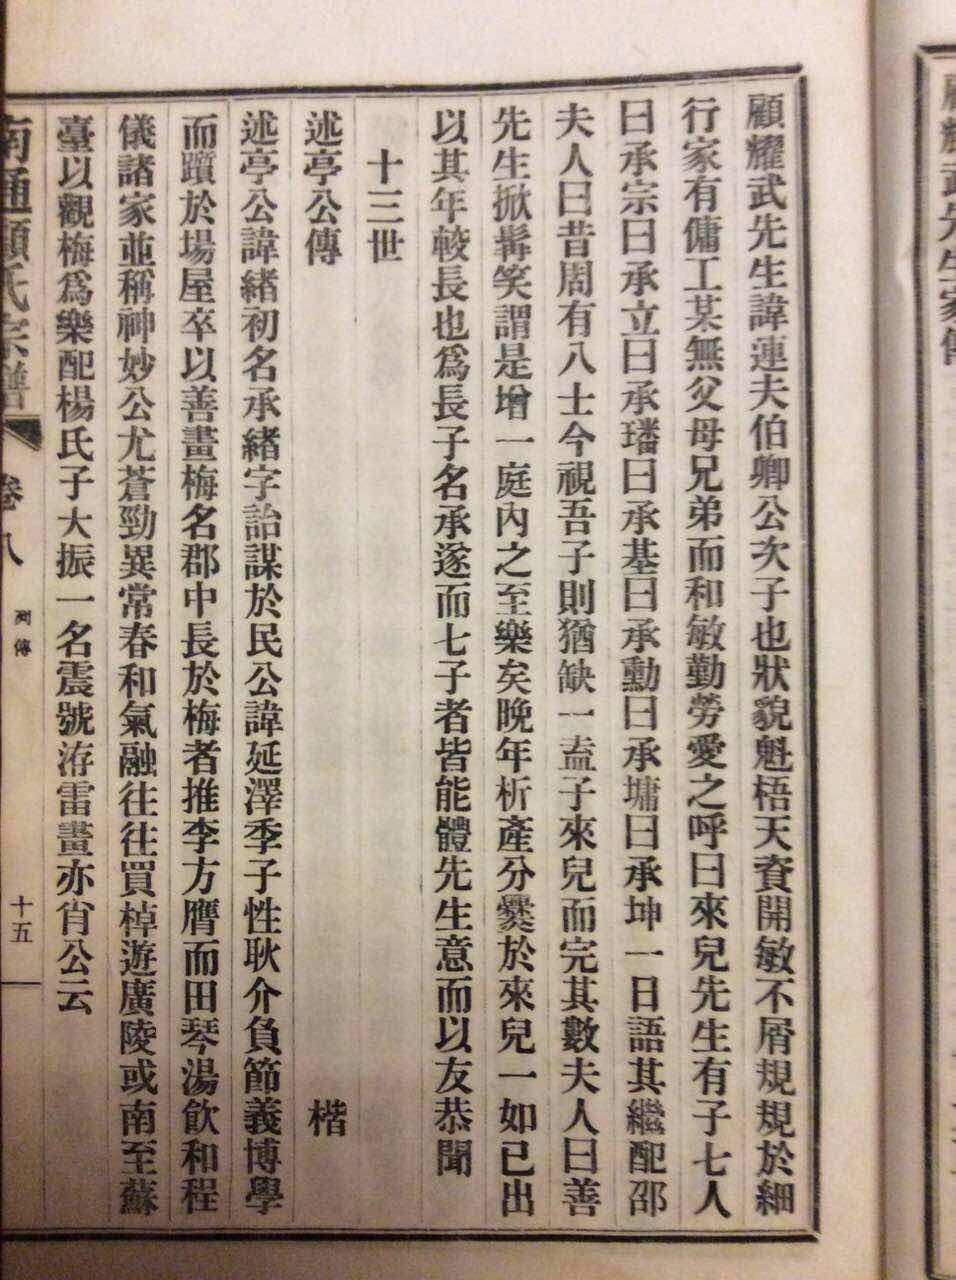 顧耀武先生諱連夫伯卿公次子也狀貌魁梧天資開敏不屑規規於細
行家有傭工某無父母兄弟而和敏勤勞愛之呼曰來兒先生有子七人
曰承宗曰承立曰承璠曰承基曰承勳曰承墉曰承坤一日語其繼配邵
夫人曰昔周有八士今視吾子則猶缺一盍子來兒而完其數夫人曰善
先生掀髯笑謂是增一庭內之至樂矣晚年析產分爨於來兒一如已出
以其年較長也爲長子名承遂而七子者皆能體先生意而以友恭聞
十三世
述亭公傳 楷
述亭公諱緒初名承緒字詒謀於民公諱延澤季子性耿介負節義博學
而躓於場屋卒以善畫梅名郡中長於梅者推李方膺而田琴湯飲和程
儀諸家並稱神妙公尤蒼勁異常春和氣融往往買棹遊廣陵或南至蘇
臺以觀梅爲樂配楊氏子大振一名震號洊雷畫亦肖公云
南通顧氏宗譜 卷八 列傳 十五